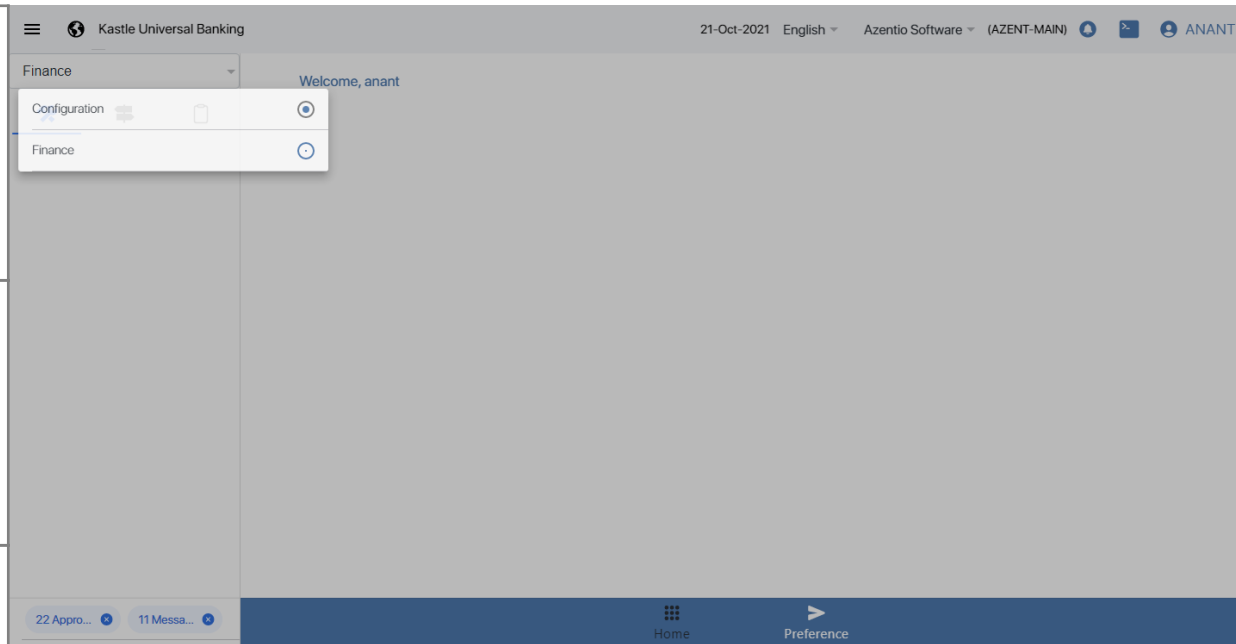 Kastle Universal Banking
21-Oct-2021 English Azentio Software (AZENT-MAIN) ANANT
Finance
Welcome, anant
Configuration
Finance
22 Appro... 11 Messa...
Home Preference